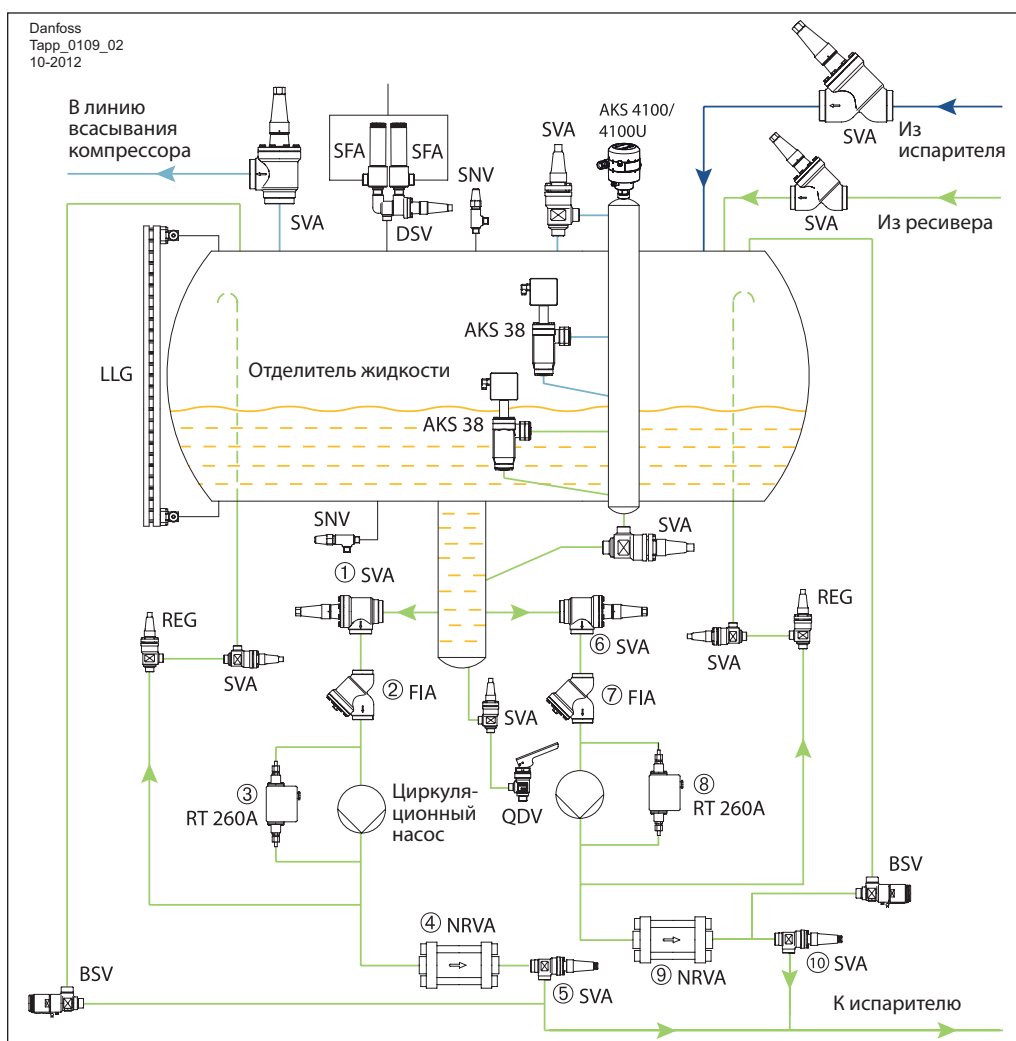 Danfoss
Tapp_0109_02
10-2012
В линию
всасывания
компрессора
SVA
SFA
SFA
DSV
SNV
SVA
AKS 4100/
4100U
SVA
Из
испарителя
SVA
Из ресивера
LLG
AKS 38
Отделитель жидкости
AKS 38
SNV
SVA
① SVA
⑥ SVA
REG
SVA
REG
SVA
② FIA
⑦ FIA
SVA
QDV
③
RT 260A
Циркуля-
ционный
насос
⑧
RT 260A
BSV
④ NRVA
⑨ NRVA
⑤ SVA
⑩ SVA
BSV
К испарителю